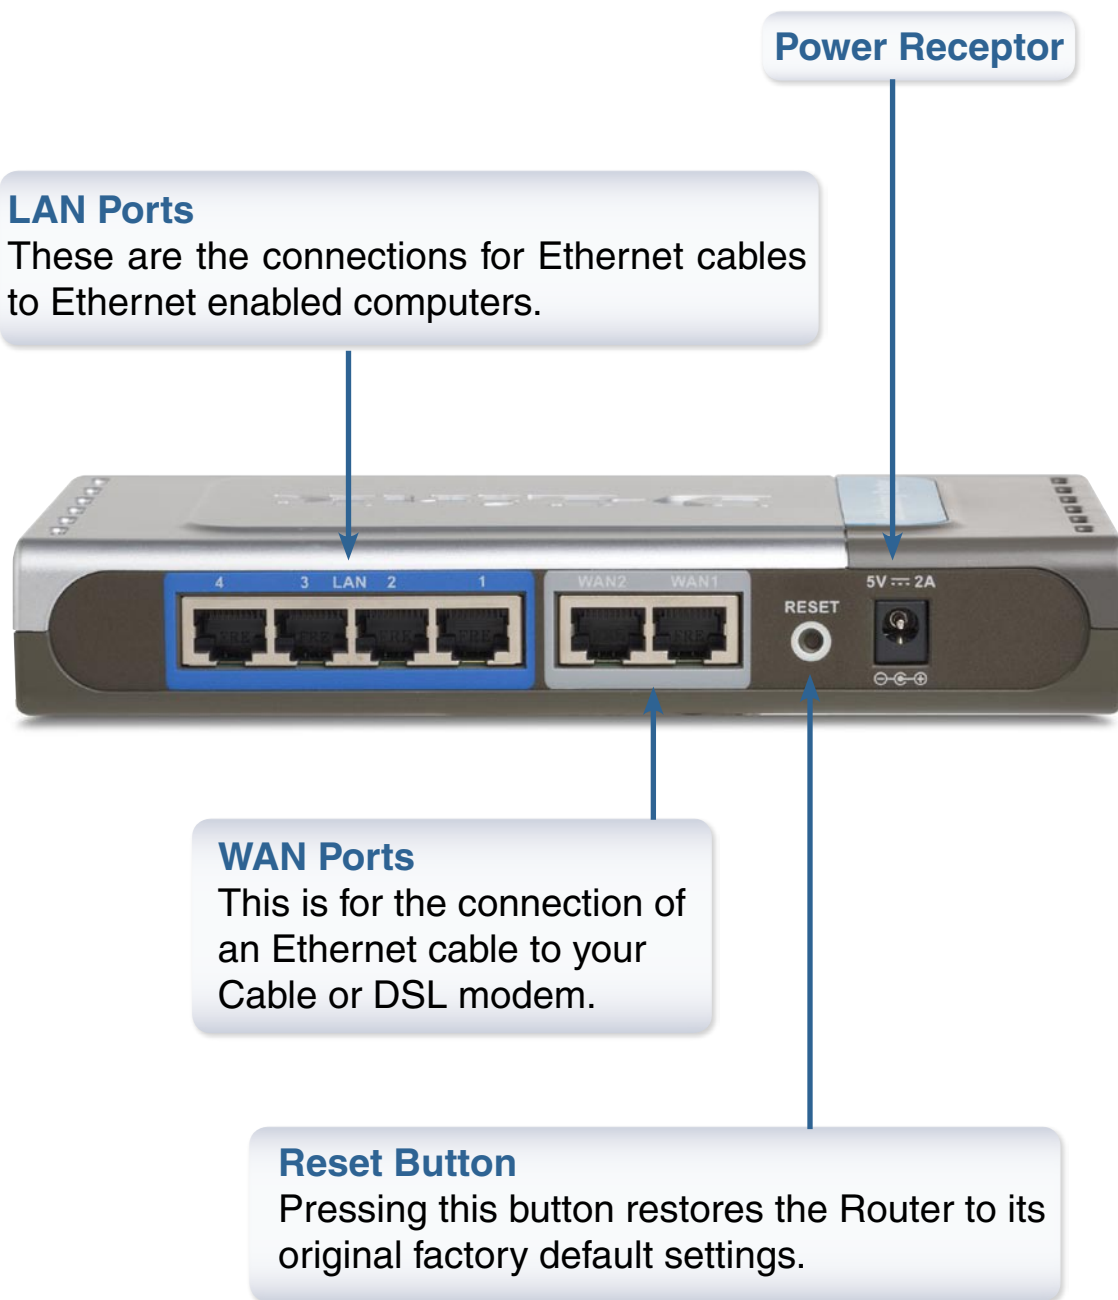 Power Receptor
LAN Ports
These are the connections for Ethernet cables
to Ethernet enabled computers.
4 3 LAN 2 1
WAN2 WAN1
RESET
5V 2A
WAN Ports
This is for the connection of
an Ethernet cable to your
Cable or DSL modem.
Reset Button
Pressing this button restores the Router to its
original factory default settings.